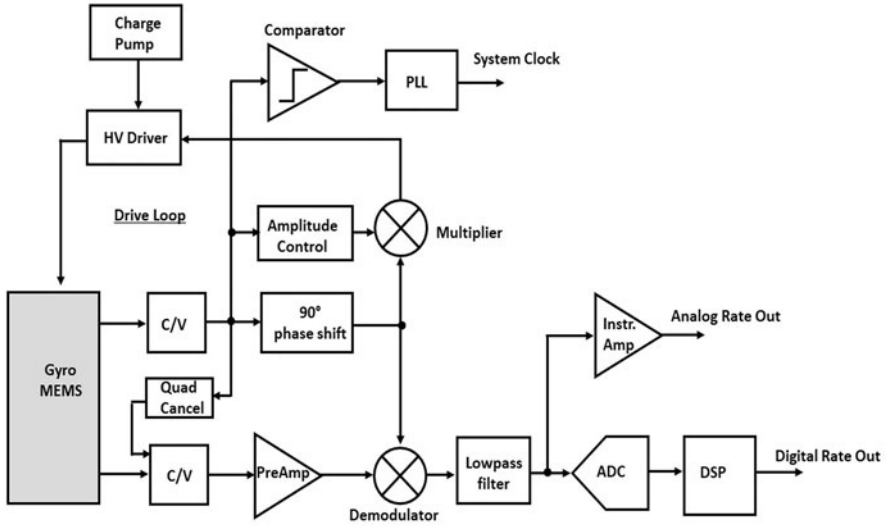 Charge
Pump
Comparator
System Clock
PLL
HV Driver
Drive Loop
Amplitude
Control
Multiplier
C/V
90°
phase shift
Gyro
MEMS
Quad
Cancel
Instr.
Amp
Analog Rate Out
C/V
PreAmp
Demodulator
Lowpass
filter
ADC
DSP
Digital Rate Out